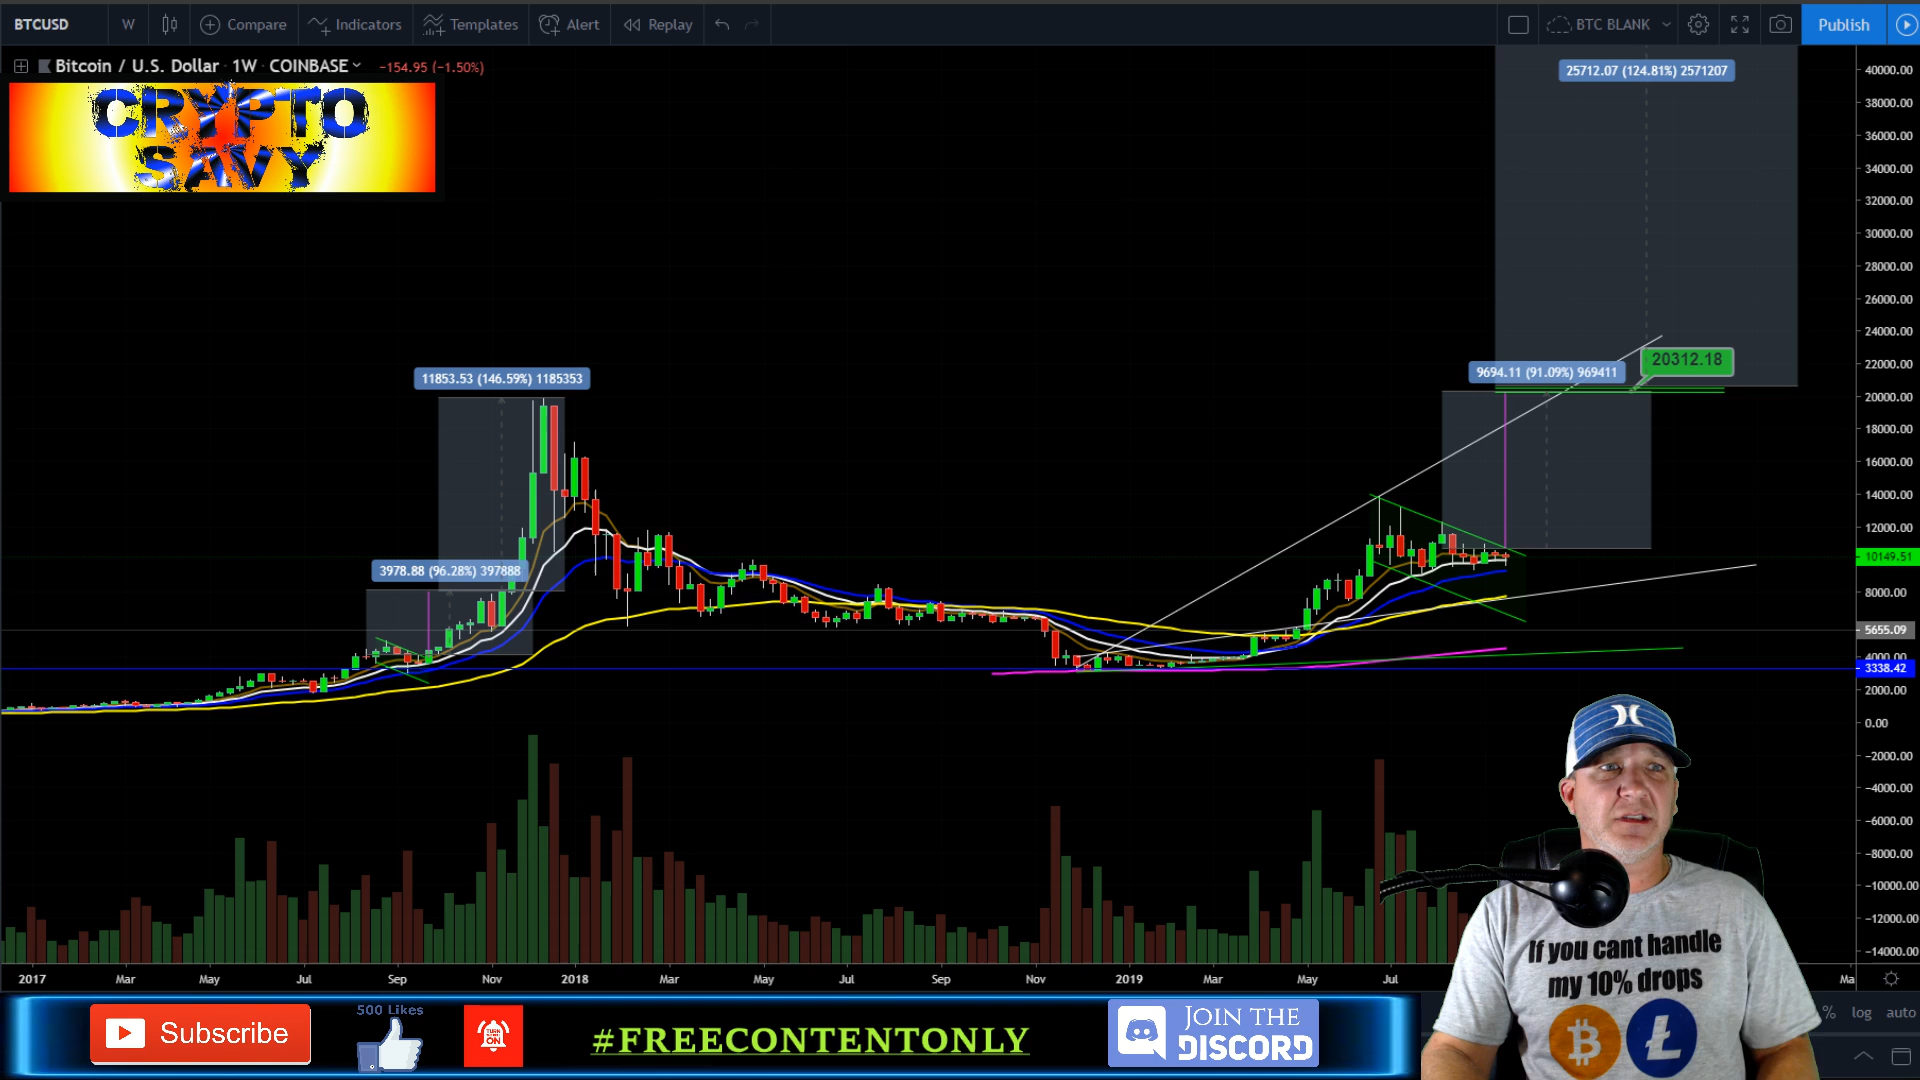 BTCUSD W Compare Indicators Templates Alert Replay BTC BLANK Publish
Bitcoin / U.S. Dollar · 1W · COINBASE −154.95 (−1.50%)
CRYPTO
SAVY
25712.07 (124.81%) 2571207
11853.53 (146.59%) 1185353
3978.88 (96.28%) 397888
9694.11 (91.09%) 969411
20312.18
40000.00
38000.00
36000.00
34000.00
32000.00
30000.00
28000.00
26000.00
24000.00
22000.00
20000.00
18000.00
16000.00
14000.00
12000.00
10149.51
8000.00
5655.09
4000.00
3338.42
2000.00
0.00
−2000.00
−4000.00
−6000.00
−8000.00
−10000.00
−12000.00
−14000.00
2017 Mar May Jul Sep Nov 2018 Mar May Jul Sep Nov 2019 Mar May Jul Ma
% log auto
If you cant handle
my 10% drops
Subscribe
500 Likes
TURN
ON
#FREECONTENTONLY
JOIN THE
DISCORD